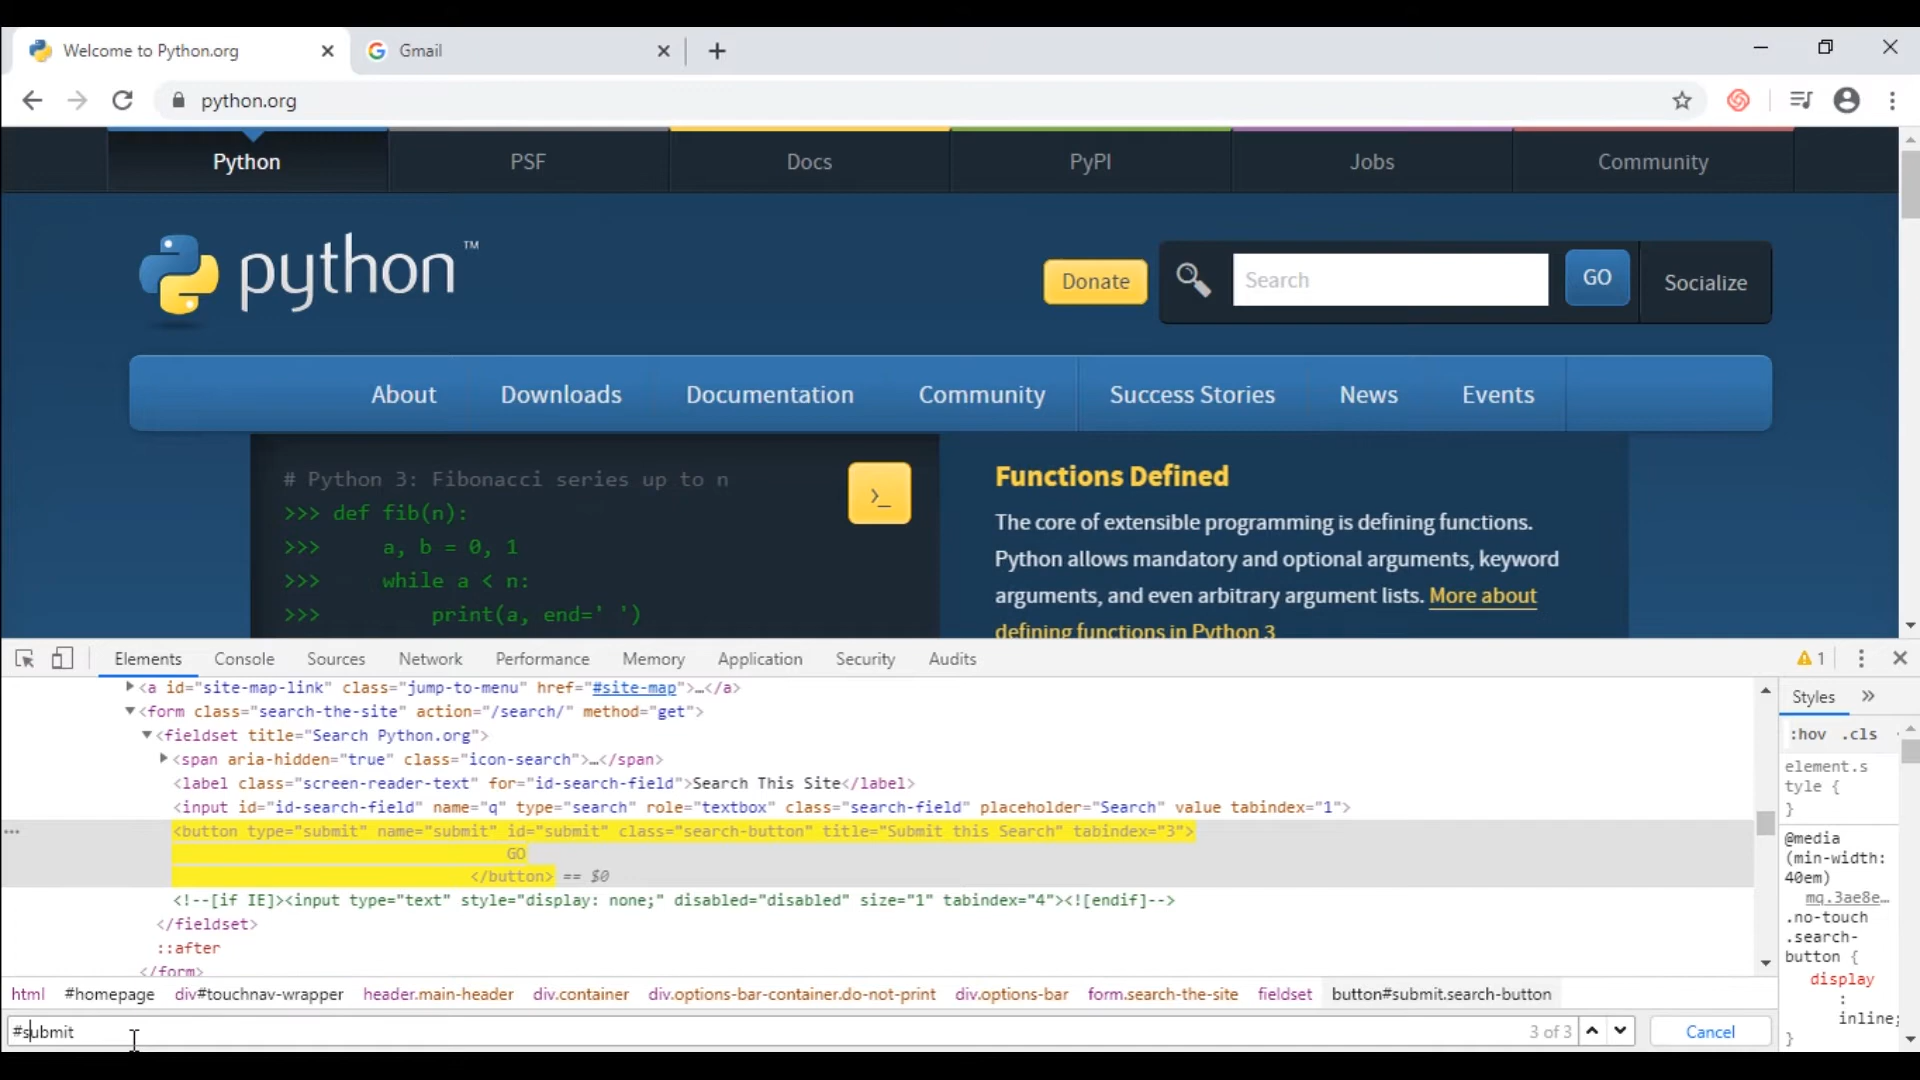 Welcome to Python.org
Gmail
python.org
Python PSF Docs PyPI Jobs Community
python™
Donate Search GO Socialize
About Downloads Documentation Community Success Stories News Events
# Python 3: Fibonacci series up to n
>>> def fib(n):
>>>     a, b = 0, 1
>>>     while a < n:
>>>         print(a, end=' ')
>_
Functions Defined
The core of extensible programming is defining functions.
Python allows mandatory and optional arguments, keyword
arguments, and even arbitrary argument lists. More about
defining functions in Python 3
Elements Console Sources Network Performance Memory Application Security Audits 1
<a id="site-map-link" class="jump-to-menu" href="#site-map">…</a>
<form class="search-the-site" action="/search/" method="get">
<fieldset title="Search Python.org">
<span aria-hidden="true" class="icon-search">…</span>
<label class="screen-reader-text" for="id-search-field">Search This Site</label>
<input id="id-search-field" name="q" type="search" role="textbox" class="search-field" placeholder="Search" value tabindex="1">
<button type="submit" name="submit" id="submit" class="search-button" title="Submit this Search" tabindex="3">
GO
</button> == $0
<!--[if IE]><input type="text" style="display: none;" disabled="disabled" size="1" tabindex="4"><![endif]-->
</fieldset>
::after
</form>
html #homepage div#touchnav-wrapper header.main-header div.container div.options-bar-container.do-not-print div.options-bar form.search-the-site fieldset button#submit.search-button
#submit
3 of 3
Cancel
Styles »
:hov .cls
element.s
tyle {
}
@media
(min-width:
40em)
mq.3ae8e…
.no-touch
.search-
button {
display
:
inline;
}